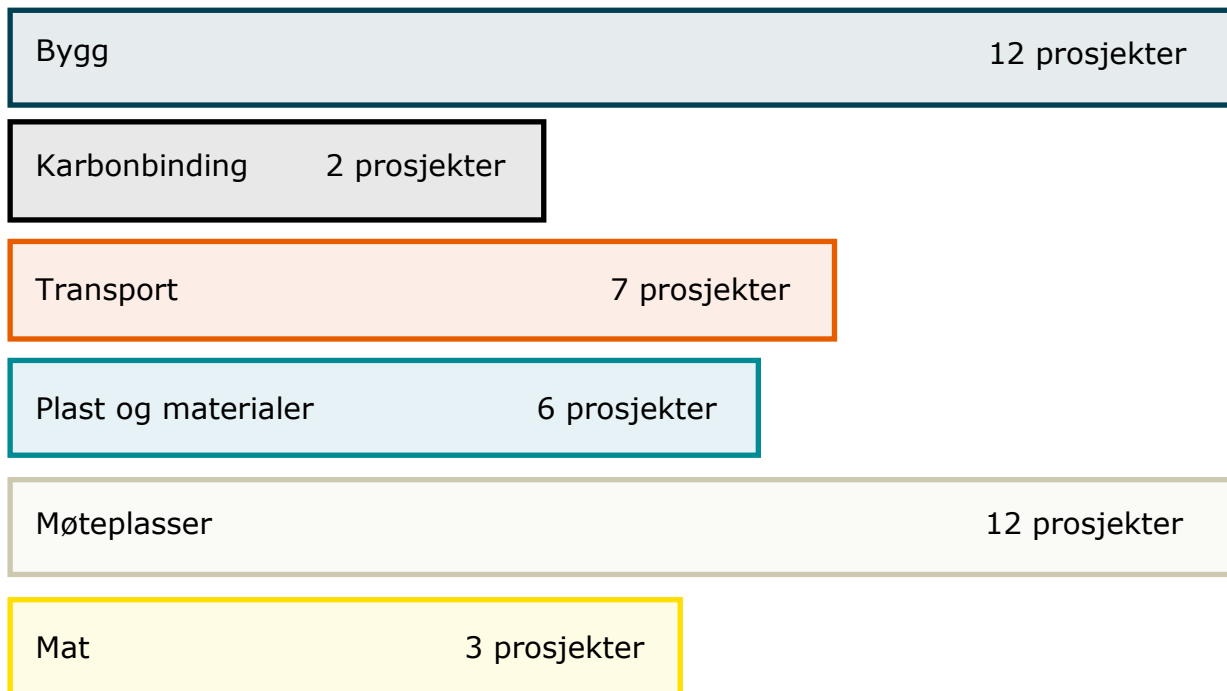 Bygg 12 prosjekter
Karbonbinding 2 prosjekter
Transport 7 prosjekter
Plast og materialer 6 prosjekter
Møteplasser 12 prosjekter
Mat 3 prosjekter